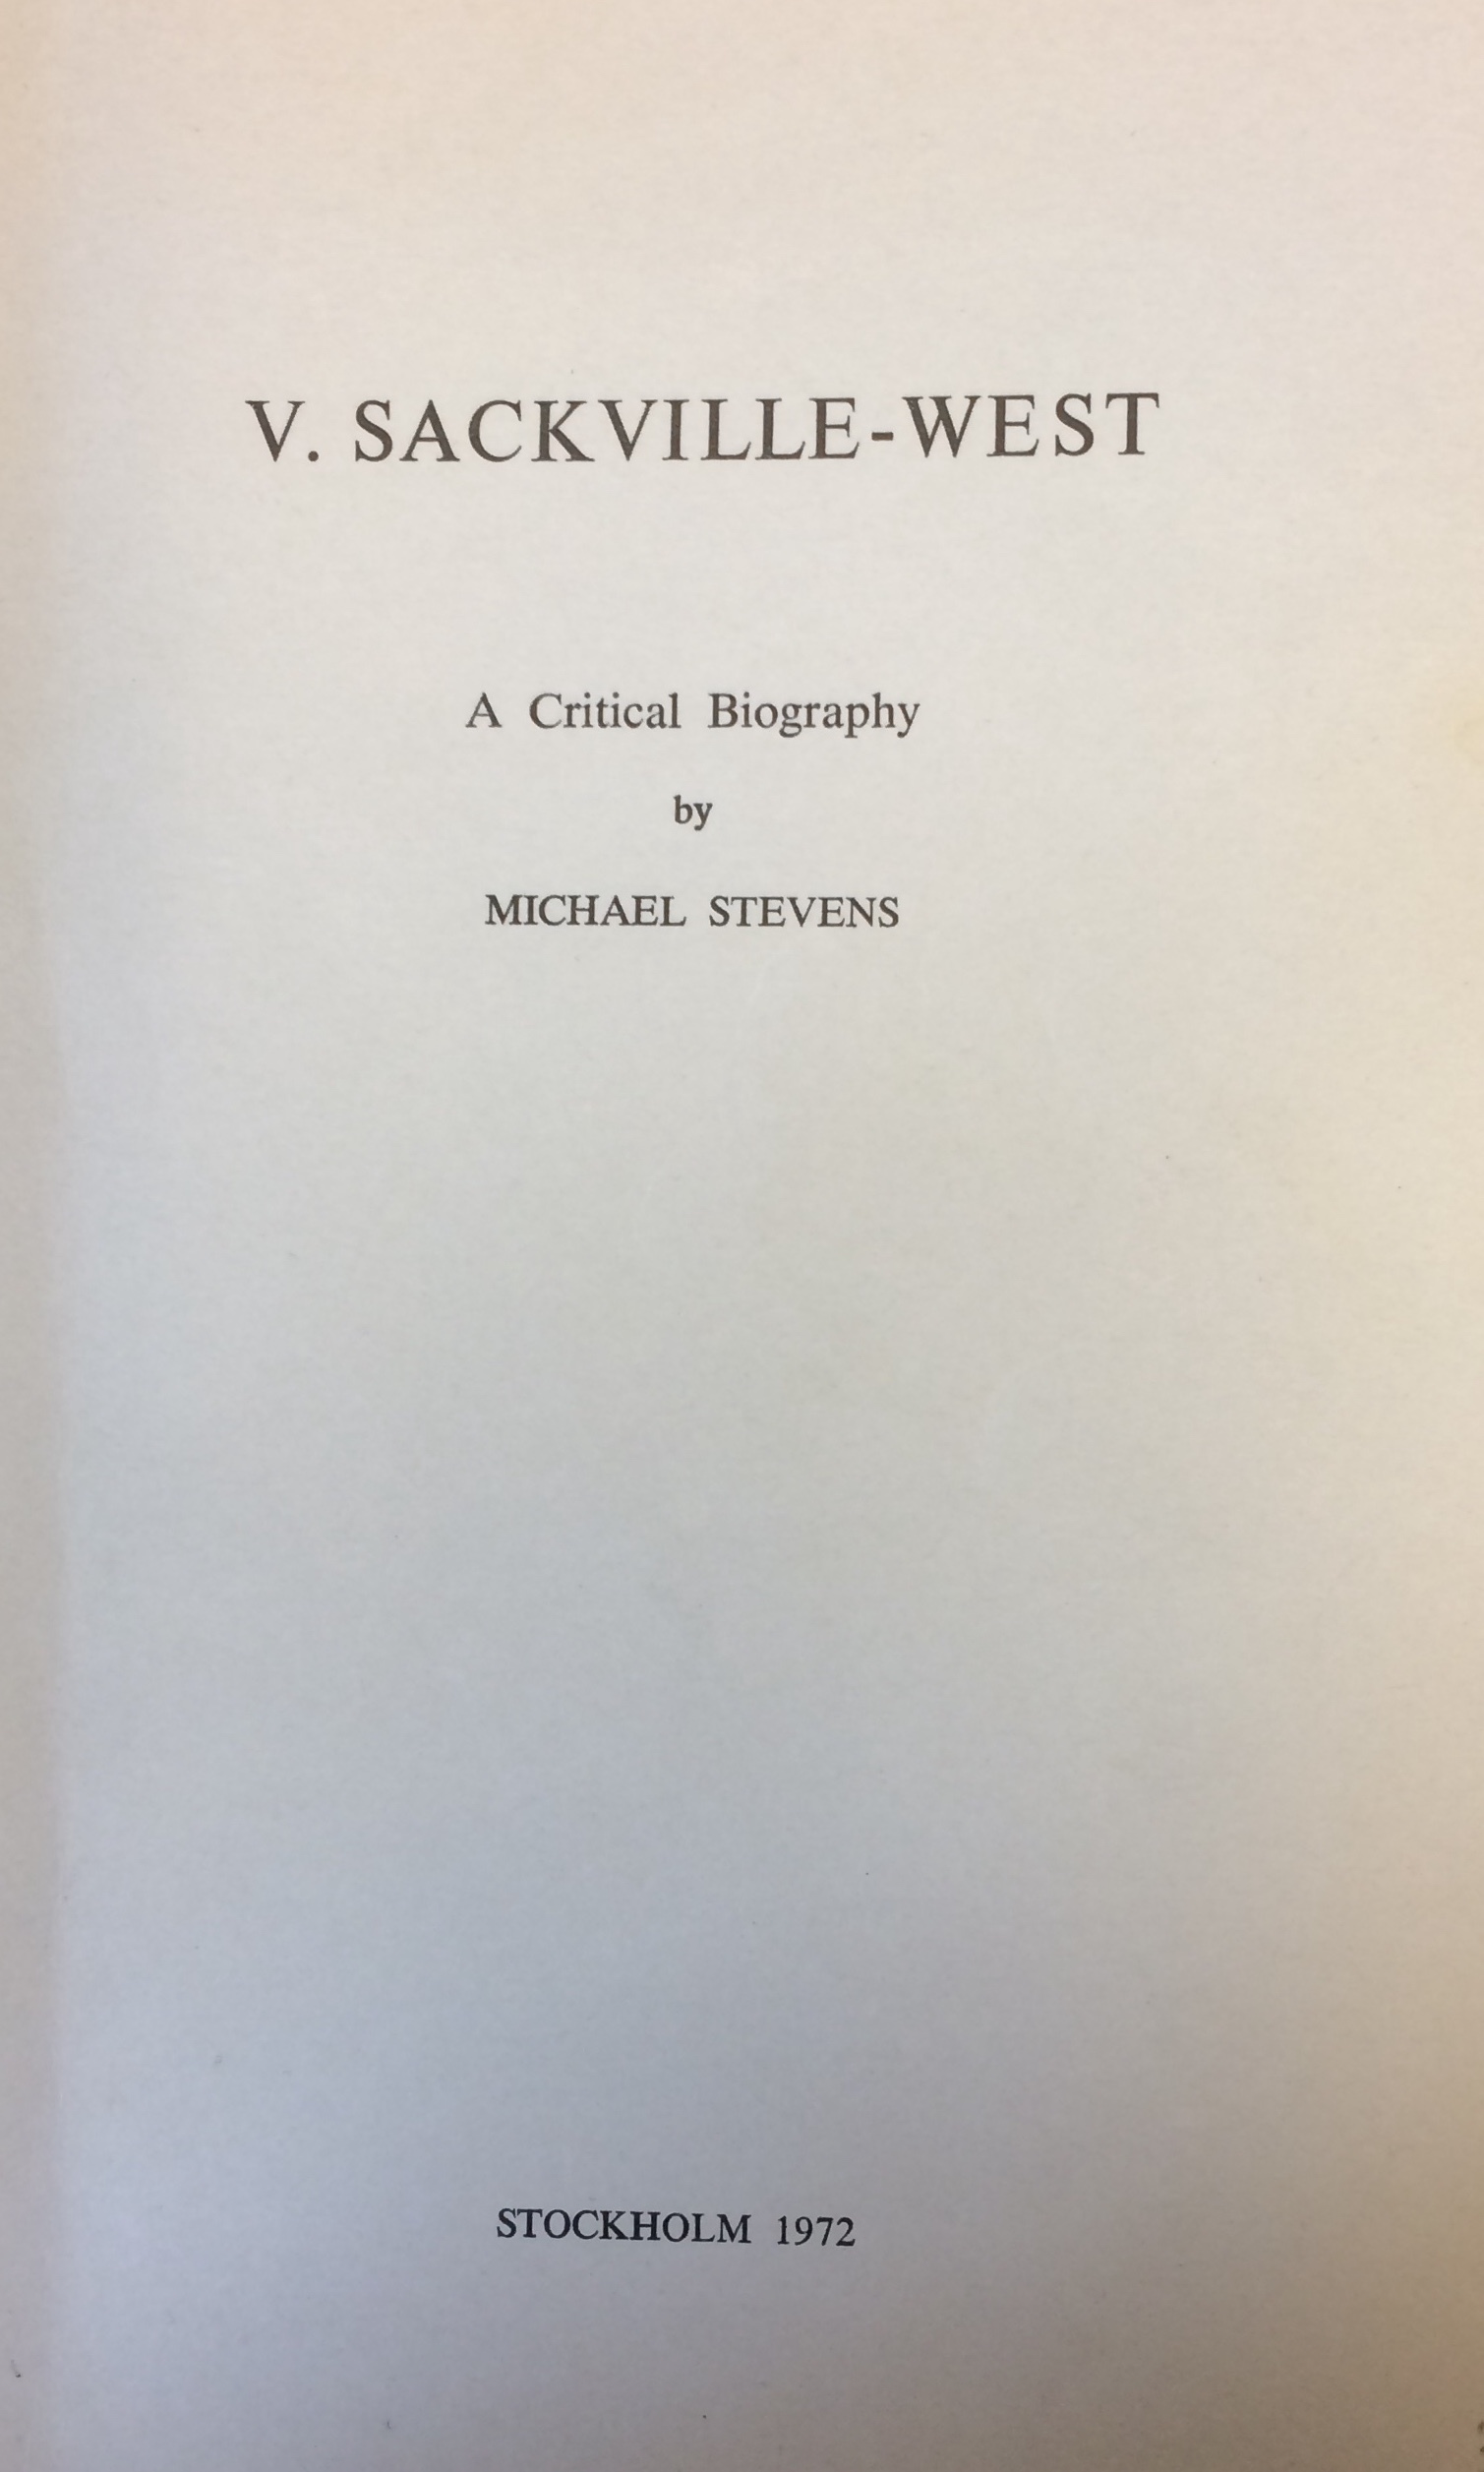 V. SACKVILLE-WEST
A Critical Biography
by
MICHAEL STEVENS
STOCKHOLM 1972